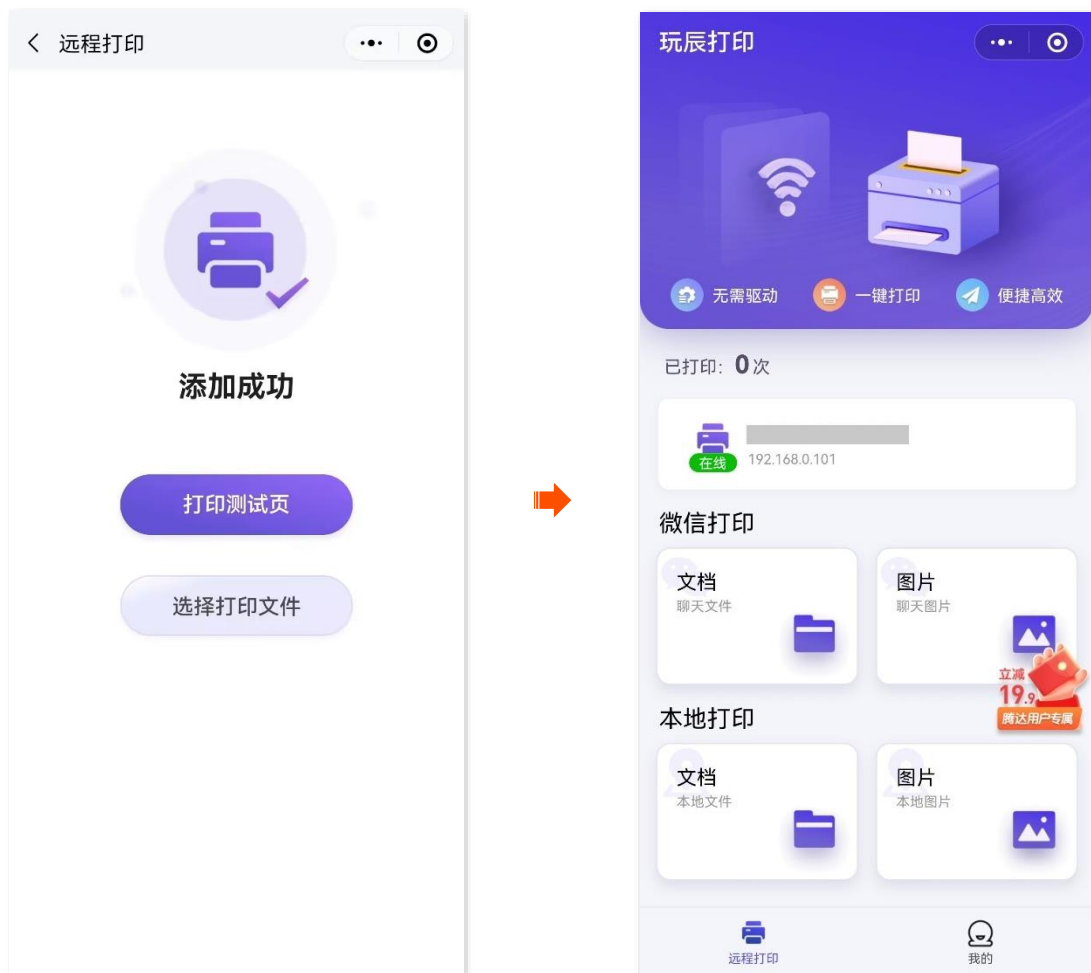 远程打印
添加成功
打印测试页
选择打印文件
玩辰打印
无需驱动
一键打印
便捷高效
已打印: 0次
在线
192.168.0.101
微信打印
文档
聊天文件
图片
聊天图片
立减
19.9
腾达用户专属
本地打印
文档
本地文件
图片
本地图片
远程打印
我的